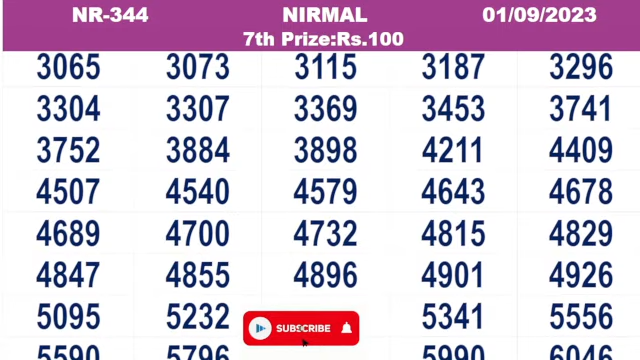 NR-344 NIRMAL 01/09/2023
7th Prize:Rs.100
3065 3073 3115 3187 3296
3304 3307 3369 3453 3741
3752 3884 3898 4211 4409
4507 4540 4579 4643 4678
4689 4700 4732 4815 4829
4847 4855 4896 4901 4926
5095 5232 SUBSCRIBE 5341 5556
5590 5796 5990 6046